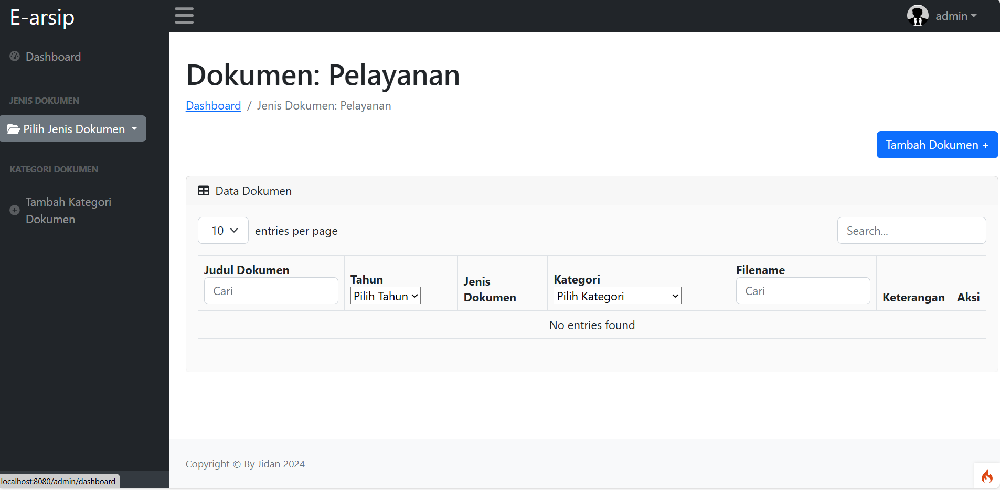 E-arsip
admin
Dashboard
JENIS DOKUMEN
Pilih Jenis Dokumen
KATEGORI DOKUMEN
Tambah Kategori
Dokumen
Dokumen: Pelayanan
Dashboard / Jenis Dokumen: Pelayanan
Tambah Dokumen +
Data Dokumen
10 entries per page
Search...
Judul Dokumen
Cari
Tahun
Pilih Tahun
Jenis
Dokumen
Kategori
Pilih Kategori
Filename
Cari
Keterangan
Aksi
No entries found
Copyright © By Jidan 2024
localhost:8080/admin/dashboard